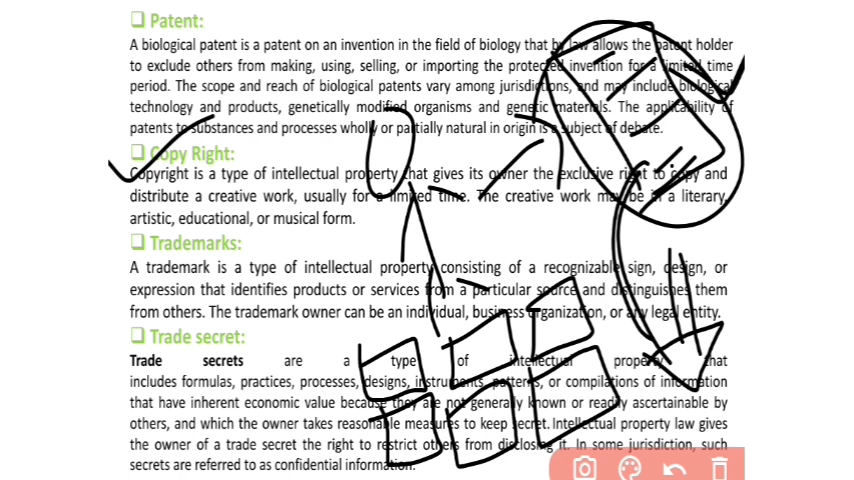 Patent:
A biological patent is a patent on an invention in the field of biology that by law allows the patent holder
to exclude others from making, using, selling, or importing the protected invention for a limited time
period. The scope and reach of biological patents vary among jurisdictions, and may include biological
technology and products, genetically modified organisms and genetic materials. The applicability of
patents to substances and processes wholly or partially natural in origin is a subject of debate.
Copy Right:
Copyright is a type of intellectual property that gives its owner the exclusive right to copy and
distribute a creative work, usually for a limited time. The creative work may be in a literary,
artistic, educational, or musical form.
Trademarks:
A trademark is a type of intellectual property consisting of a recognizable sign, design, or
expression that identifies products or services from a particular source and distinguishes them
from others. The trademark owner can be an individual, business organization, or any legal entity.
Trade secret:
Trade secrets are a type of intellectual property that
includes formulas, practices, processes, designs, instruments, patterns, or compilations of information
that have inherent economic value because they are not generally known or readily ascertainable by
others, and which the owner takes reasonable measures to keep secret. Intellectual property law gives
the owner of a trade secret the right to restrict others from disclosing it. In some jurisdiction, such
secrets are referred to as confidential information.